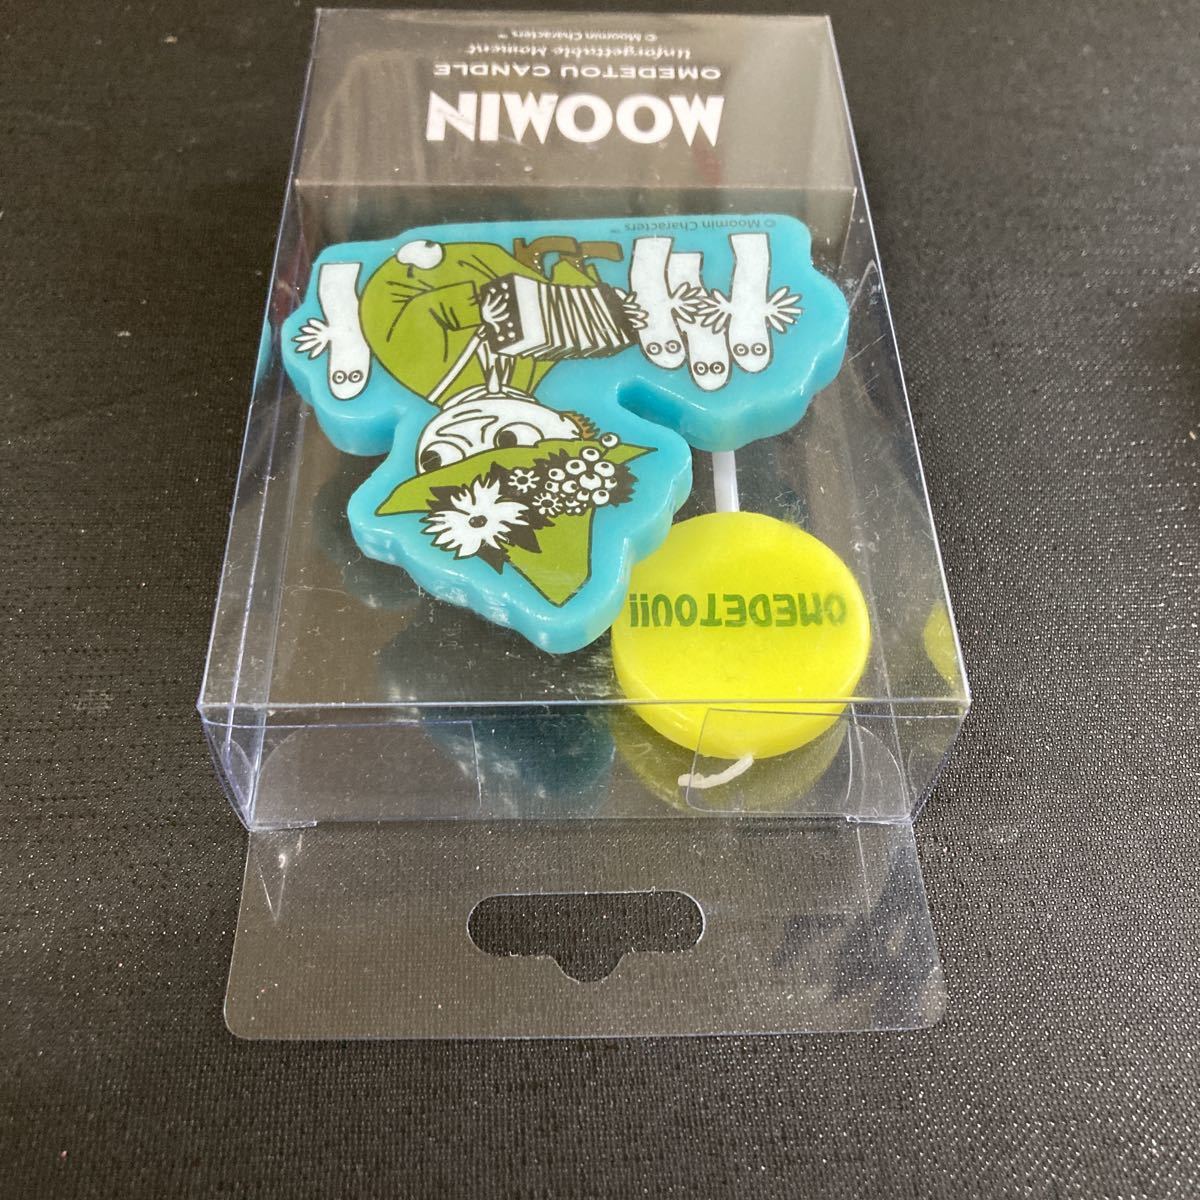 OMEDETOU!!
© Moomin Characters™
MOOMIN
OMEDETOU CANDLE
Unforgettable Moment
© Moomin Characters™